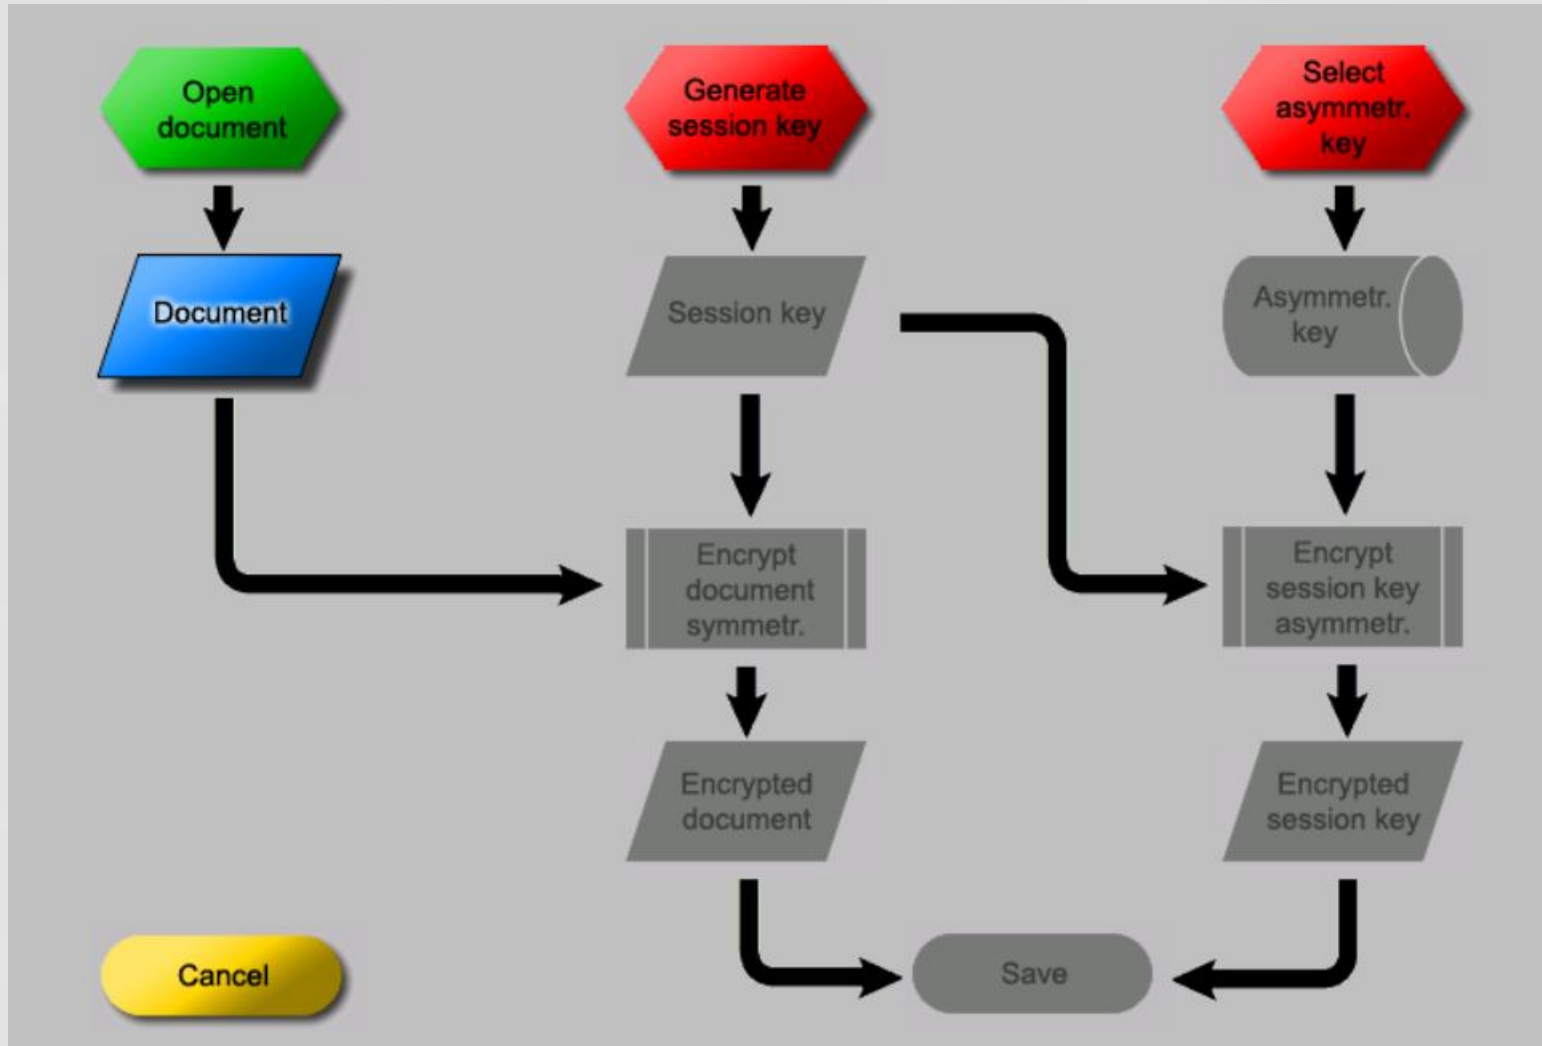 Open
document
Generate
session key
Select
asymmetr.
key
Document
Session key
Asymmetr.
key
Encrypt
document
symmetr.
Encrypt
session key
asymmetr.
Encrypted
document
Encrypted
session key
Cancel
Save